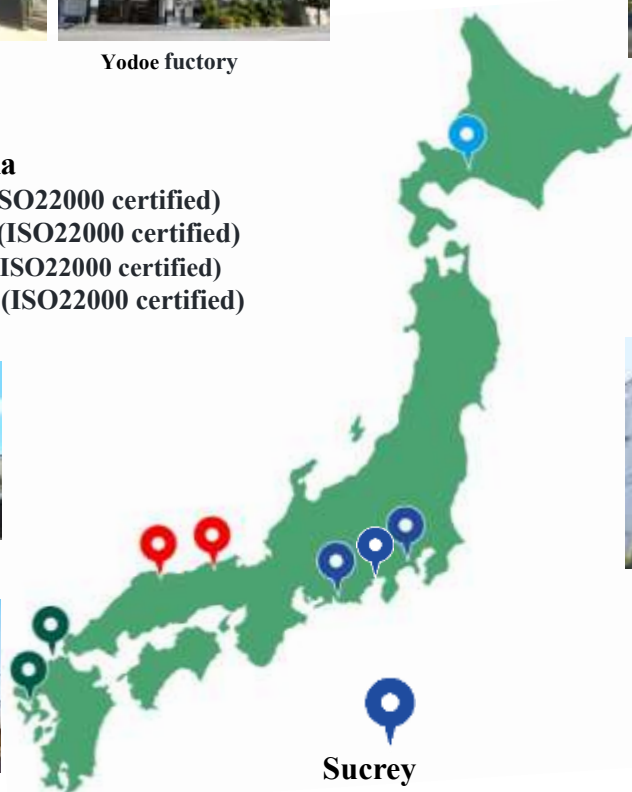 Yodoe fuctory
a
SO22000 certified)
(ISO22000 certified)
ISO22000 certified)
(ISO22000 certified)
Sucrey